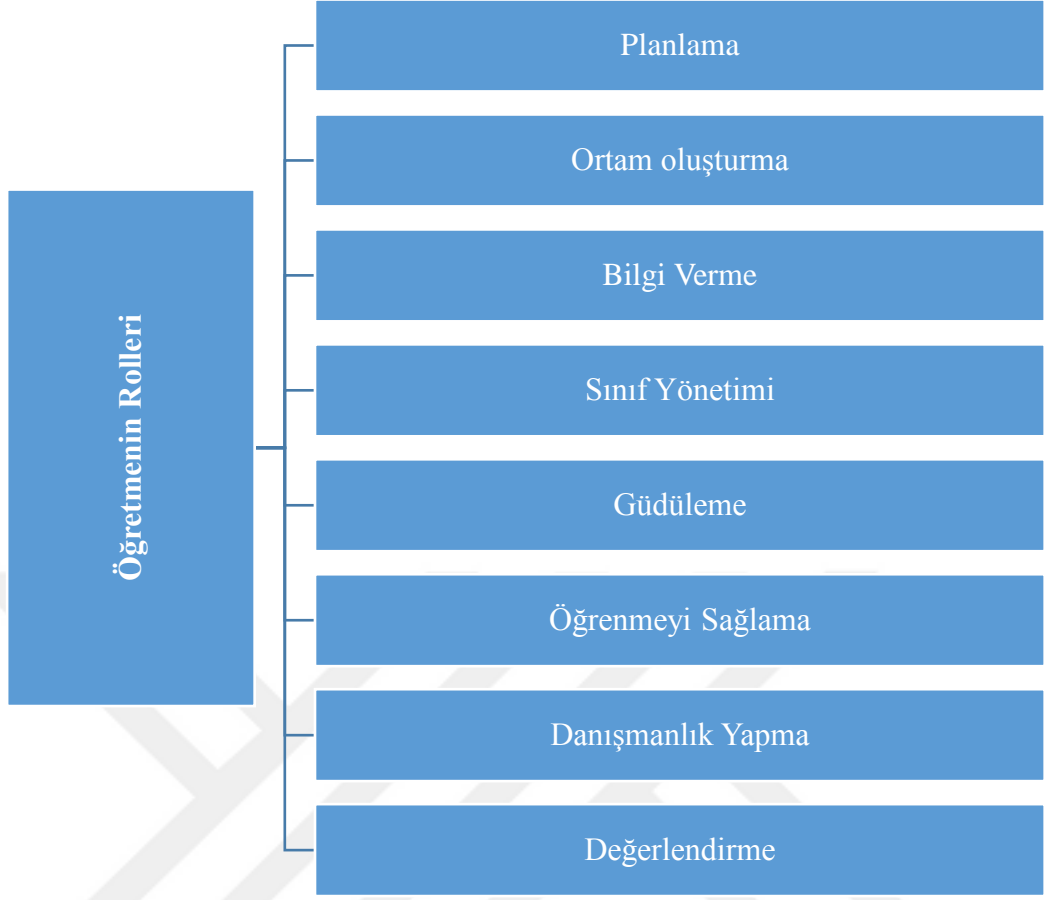 Öğretmenin Rolleri
Planlama
Ortam oluşturma
Bilgi Verme
Sınıf Yönetimi
Güdüleme
Öğrenmeyi Sağlama
Danışmanlık Yapma
Değerlendirme